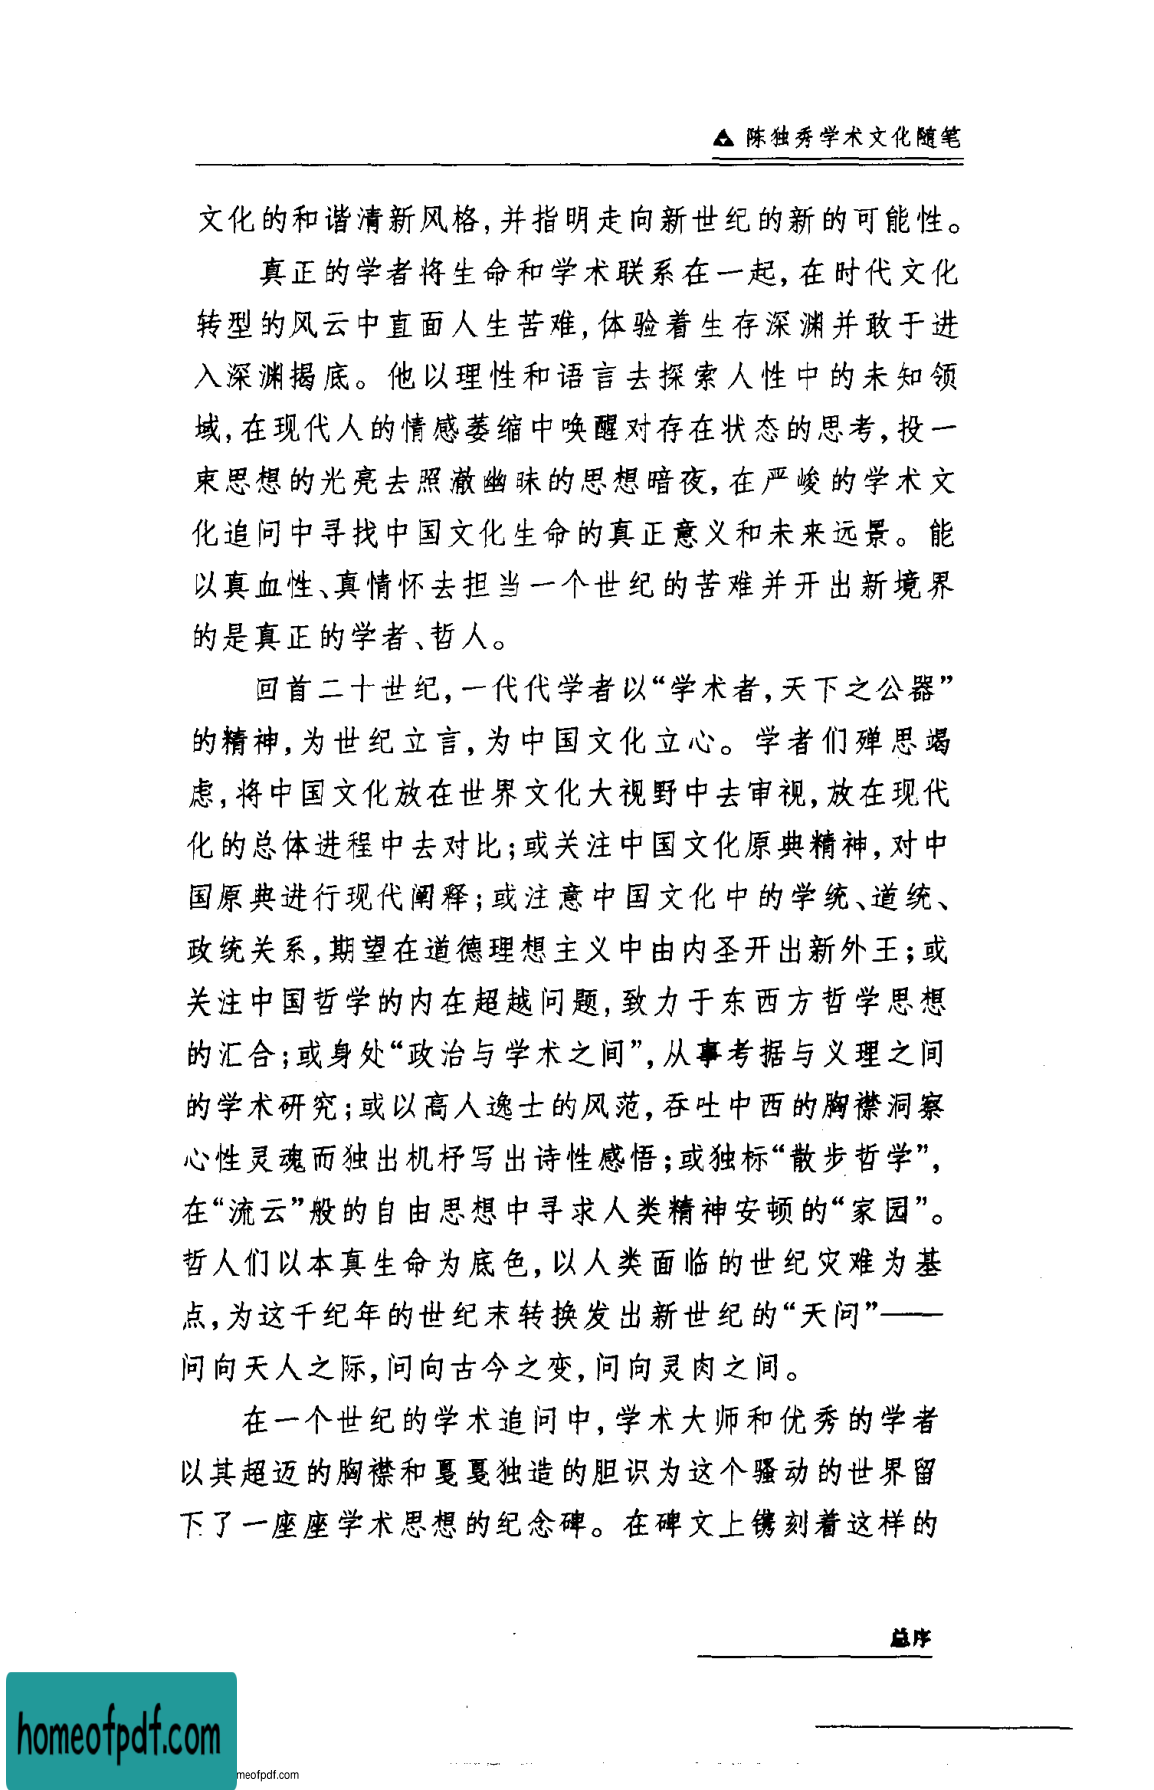 陈独秀学术文化随笔
文化的和谐清新风格,并指明走向新世纪的新的可能性。
真正的学者将生命和学术联系在一起,在时代文化
转型的风云中直面人生苦难,体验着生存深渊并敢于进
入深渊揭底。他以理性和语言去探索人性中的未知领
域,在现代人的情感萎缩中唤醒对存在状态的思考,投一
束思想的光亮去照澈幽昧的思想暗夜,在严峻的学术文
化追问中寻找中国文化生命的真正意义和未来远景。能
以真血性、真情怀去担当一个世纪的苦难并开出新境界
的是真正的学者、哲人。
回首二十世纪,一代代学者以“学术者,天下之公器”
的精神,为世纪立言,为中国文化立心。学者们殚思竭
虑,将中国文化放在世界文化大视野中去审视,放在现代
化的总体进程中去对比;或关注中国文化原典精神,对中
国原典进行现代阐释;或注意中国文化中的学统、道统、
政统关系,期望在道德理想主义中由内圣开出新外王;或
关注中国哲学的内在超越问题,致力于东西方哲学思想
的汇合;或身处“政治与学术之间”,从事考据与义理之间
的学术研究;或以高人逸士的风范,吞吐中西的胸襟洞察
心性灵魂而独出机杼写出诗性感悟;或独标“散步哲学”,
在“流云”般的自由思想中寻求人类精神安顿的“家园”。
哲人们以本真生命为底色,以人类面临的世纪灾难为基
点,为这千纪年的世纪末转换发出新世纪的“天问”——
问向天人之际,问向古今之变,问向灵肉之间。
在一个世纪的学术追问中,学术大师和优秀的学者
以其超迈的胸襟和戛戛独造的胆识为这个骚动的世界留
下了一座座学术思想的纪念碑。在碑文上镌刻着这样的
总序
homeofpdf.com
meofpdf.com